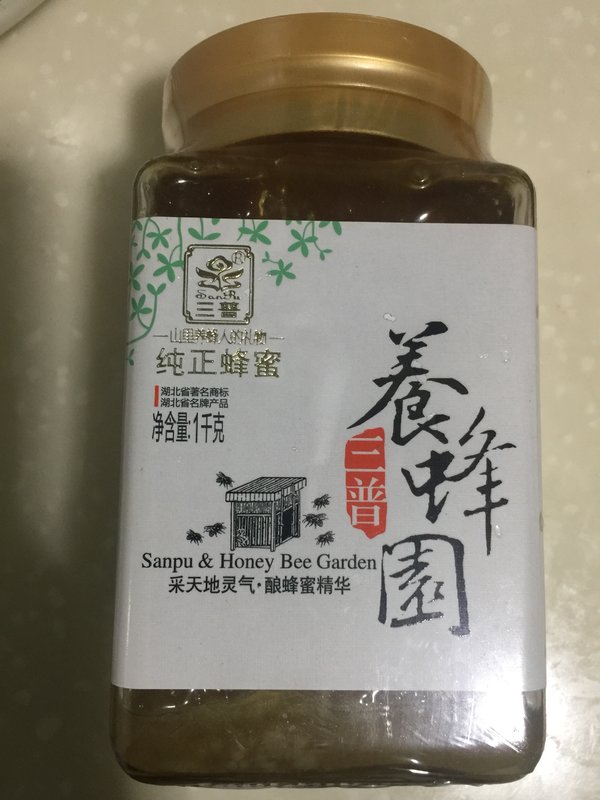 ®
SanPu
三普
山里养蜂人的礼物
纯正蜂蜜
湖北省著名商标
湖北省名牌产品
净含量:1千克
養蜂園
三普
Sanpu & Honey Bee Garden
采天地灵气·酿蜂蜜精华